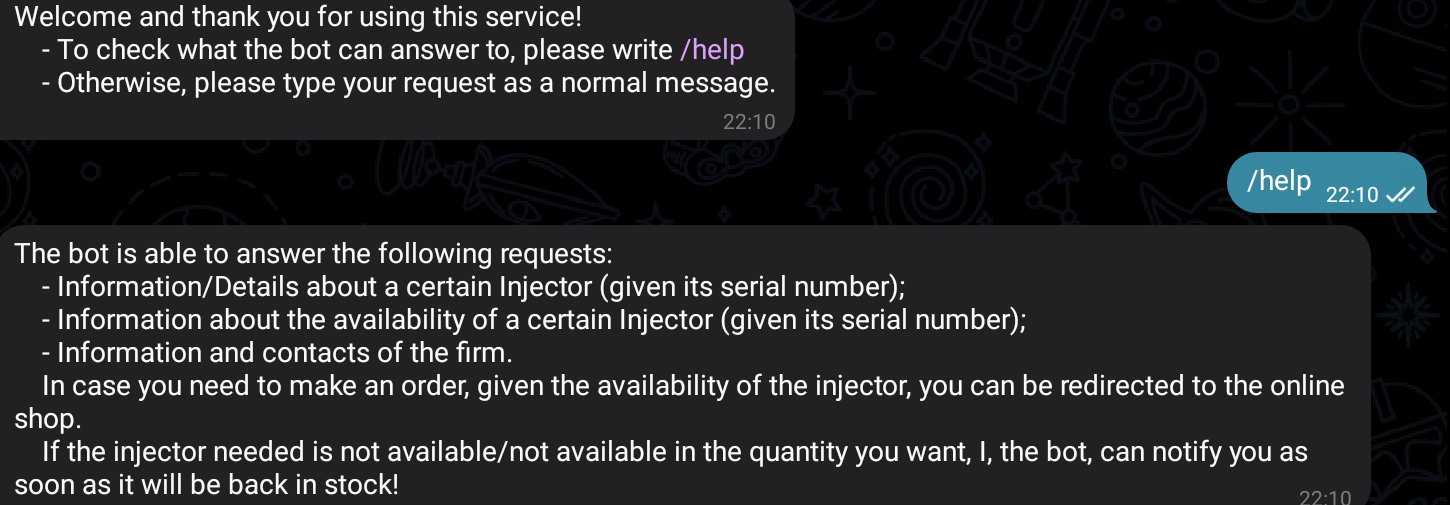 Welcome and thank you for using this service!
- To check what the bot can answer to, please write /help
- Otherwise, please type your request as a normal message.
22:10
/help 22:10
The bot is able to answer the following requests:
- Information/Details about a certain Injector (given its serial number);
- Information about the availability of a certain Injector (given its serial number);
- Information and contacts of the firm.
In case you need to make an order, given the availability of the injector, you can be redirected to the online
shop.
If the injector needed is not available/not available in the quantity you want, I, the bot, can notify you as
soon as it will be back in stock!
22:10